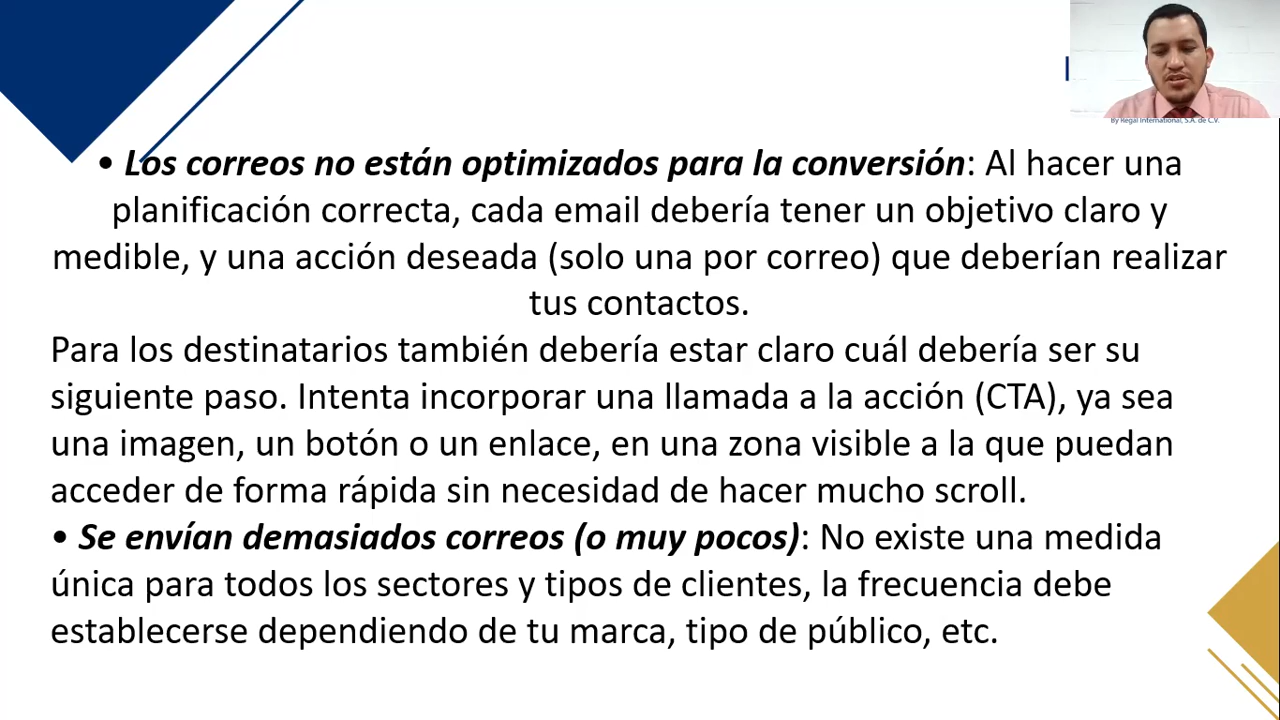 By Regal International, S.A. de C.V.
• Los correos no están optimizados para la conversión: Al hacer una
planificación correcta, cada email debería tener un objetivo claro y
medible, y una acción deseada (solo una por correo) que deberían realizar
tus contactos.
Para los destinatarios también debería estar claro cuál debería ser su
siguiente paso. Intenta incorporar una llamada a la acción (CTA), ya sea
una imagen, un botón o un enlace, en una zona visible a la que puedan
acceder de forma rápida sin necesidad de hacer mucho scroll.
• Se envían demasiados correos (o muy pocos): No existe una medida
única para todos los sectores y tipos de clientes, la frecuencia debe
establecerse dependiendo de tu marca, tipo de público, etc.